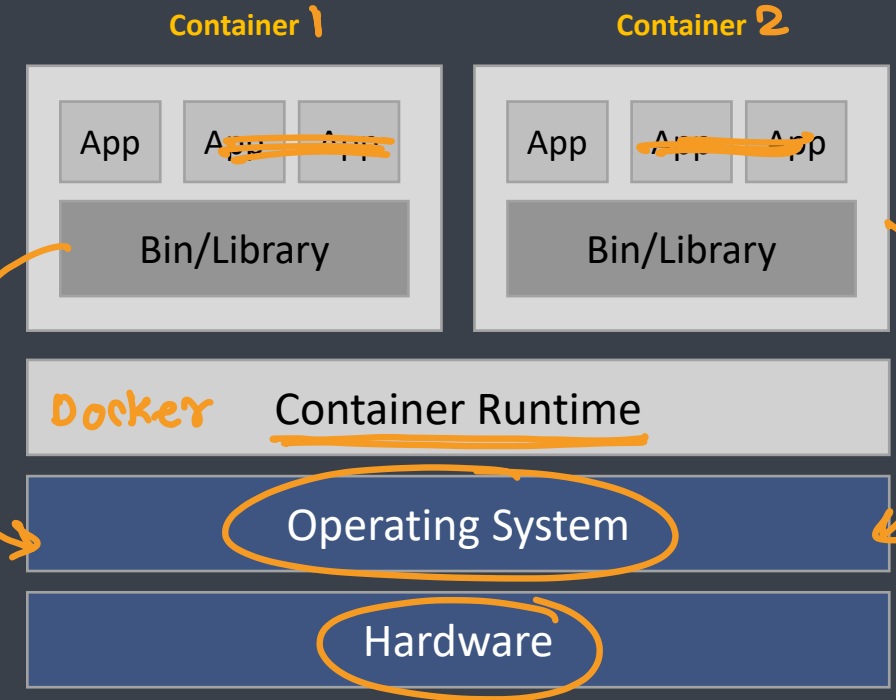 Container 1 Container 2
App App App App App App
Bin/Library Bin/Library
Docker Container Runtime
Operating System
Hardware